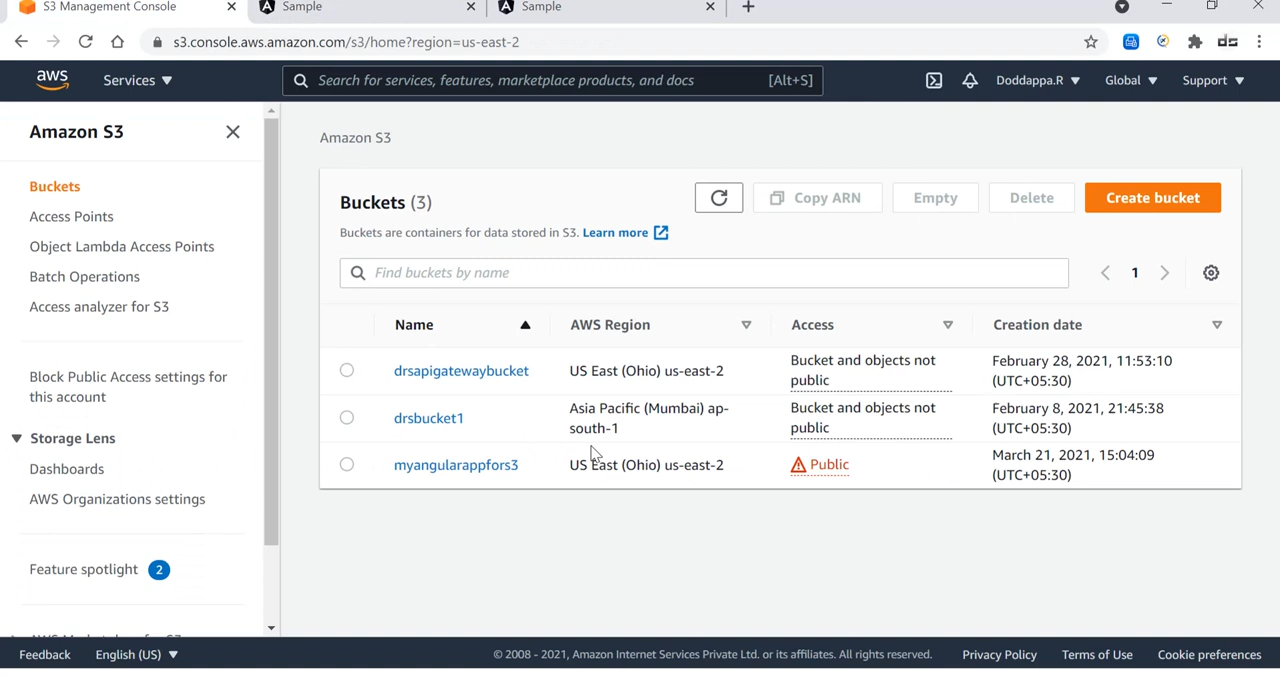 S3 Management Console
Sample
Sample
s3.console.aws.amazon.com/s3/home?region=us-east-2
aws
Services
Search for services, features, marketplace products, and docs
[Alt+S]
Doddappa.R
Global
Support
Amazon S3
Buckets
Access Points
Object Lambda Access Points
Batch Operations
Access analyzer for S3
Block Public Access settings for
this account
Storage Lens
Dashboards
AWS Organizations settings
Feature spotlight 2
Amazon S3
Buckets (3)
Copy ARN
Empty
Delete
Create bucket
Buckets are containers for data stored in S3. Learn more
Find buckets by name
1
Name
AWS Region
Access
Creation date
drsapigatewaybucket
US East (Ohio) us-east-2
Bucket and objects not
public
February 28, 2021, 11:53:10
(UTC+05:30)
drsbucket1
Asia Pacific (Mumbai) ap-
south-1
Bucket and objects not
public
February 8, 2021, 21:45:38
(UTC+05:30)
myangularappfors3
US East (Ohio) us-east-2
Public
March 21, 2021, 15:04:09
(UTC+05:30)
Feedback
English (US)
© 2008 - 2021, Amazon Internet Services Private Ltd. or its affiliates. All rights reserved.
Privacy Policy
Terms of Use
Cookie preferences